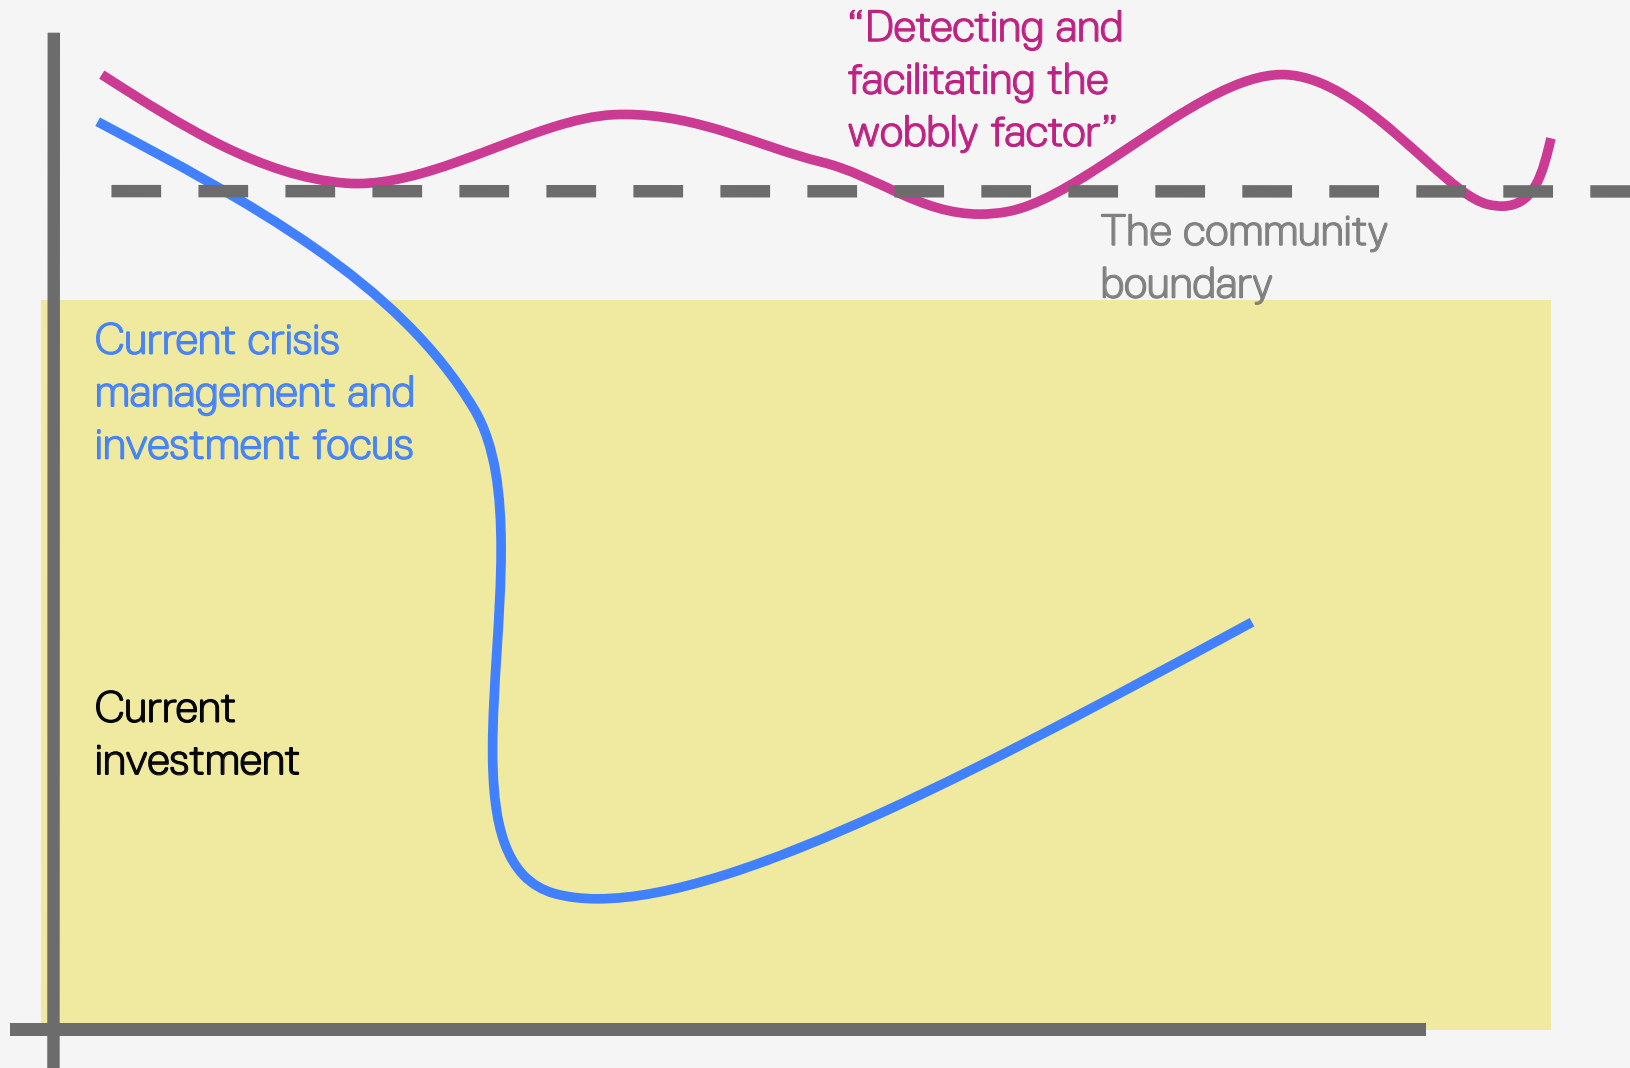 “Detecting and
facilitating the
wobbly factor”
The community
boundary
Current crisis
management and
investment focus
Current
investment